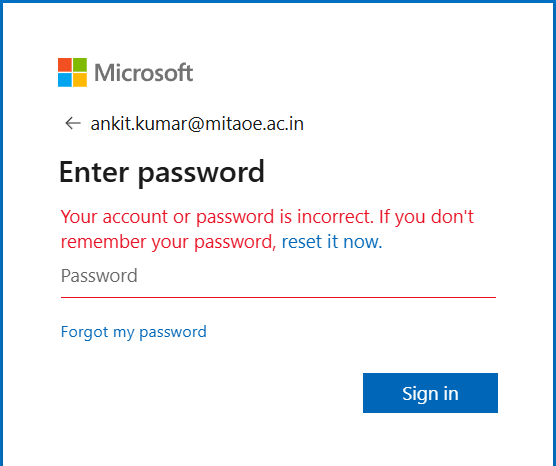 Microsoft
ankit.kumar@mitaoe.ac.in
Enter password
Your account or password is incorrect. If you don't
remember your password, reset it now.
Password
Forgot my password
Sign in